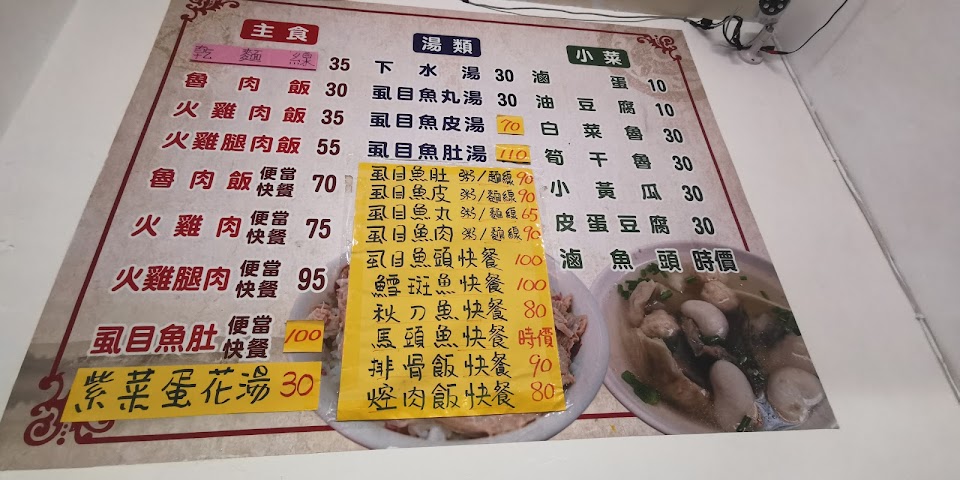 主食
乾麵線 35
魯肉飯 30
火雞肉飯 35
火雞腿肉飯 55
魯肉飯 便當 快餐 70
火雞肉 便當 快餐 75
火雞腿肉 便當 快餐 95
虱目魚肚 便當 快餐 100
紫菜蛋花湯 30
湯類
下水湯 30
虱目魚丸湯 30
虱目魚皮湯 70
虱目魚肚湯 110
虱目魚肚 粥/麵線 90
虱目魚皮 粥/麵線 90
虱目魚丸 粥/麵線 65
虱目魚肉 粥/麵線 90
虱目魚頭快餐 100
鱈斑魚快餐 100
秋刀魚快餐 80
馬頭魚快餐 時價
排骨飯快餐 90
焢肉飯快餐 80
小菜
滷蛋 10
油豆腐 10
白菜魯 30
筍干魯 30
小黃瓜 30
皮蛋豆腐 30
滷魚頭 時價